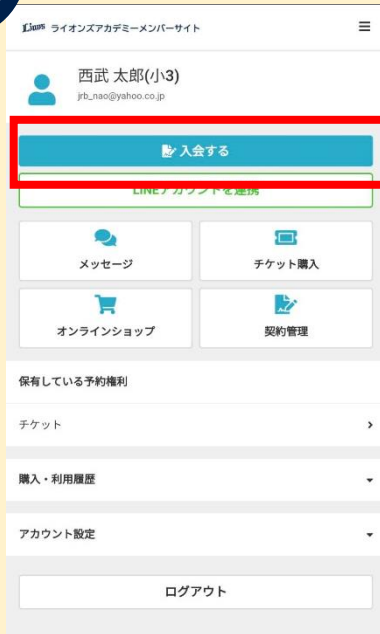 Lions ライオンズアカデミーメンバーサイト
西武 太郎(小3)
jrb_nao@yahoo.co.jp
入会する
LINEアカウントを連携
メッセージ
チケット購入
オンラインショップ
契約管理
保有している予約権利
チケット
購入・利用履歴
アカウント設定
ログアウト